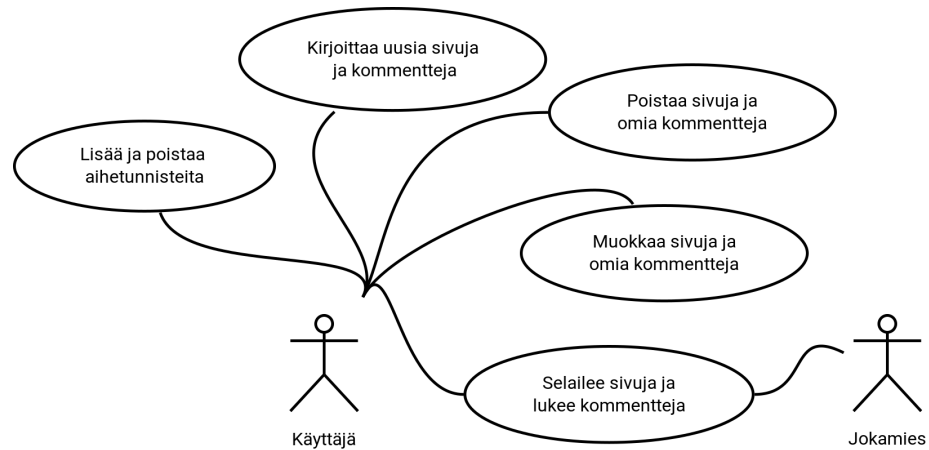 Kirjoittaa uusia sivuja
ja kommentteja
Poistaa sivuja ja
omia kommentteja
Lisää ja poistaa
aihetunnisteita
Muokkaa sivuja ja
omia kommentteja
Selailee sivuja ja
lukee kommentteja
Käyttäjä
Jokamies